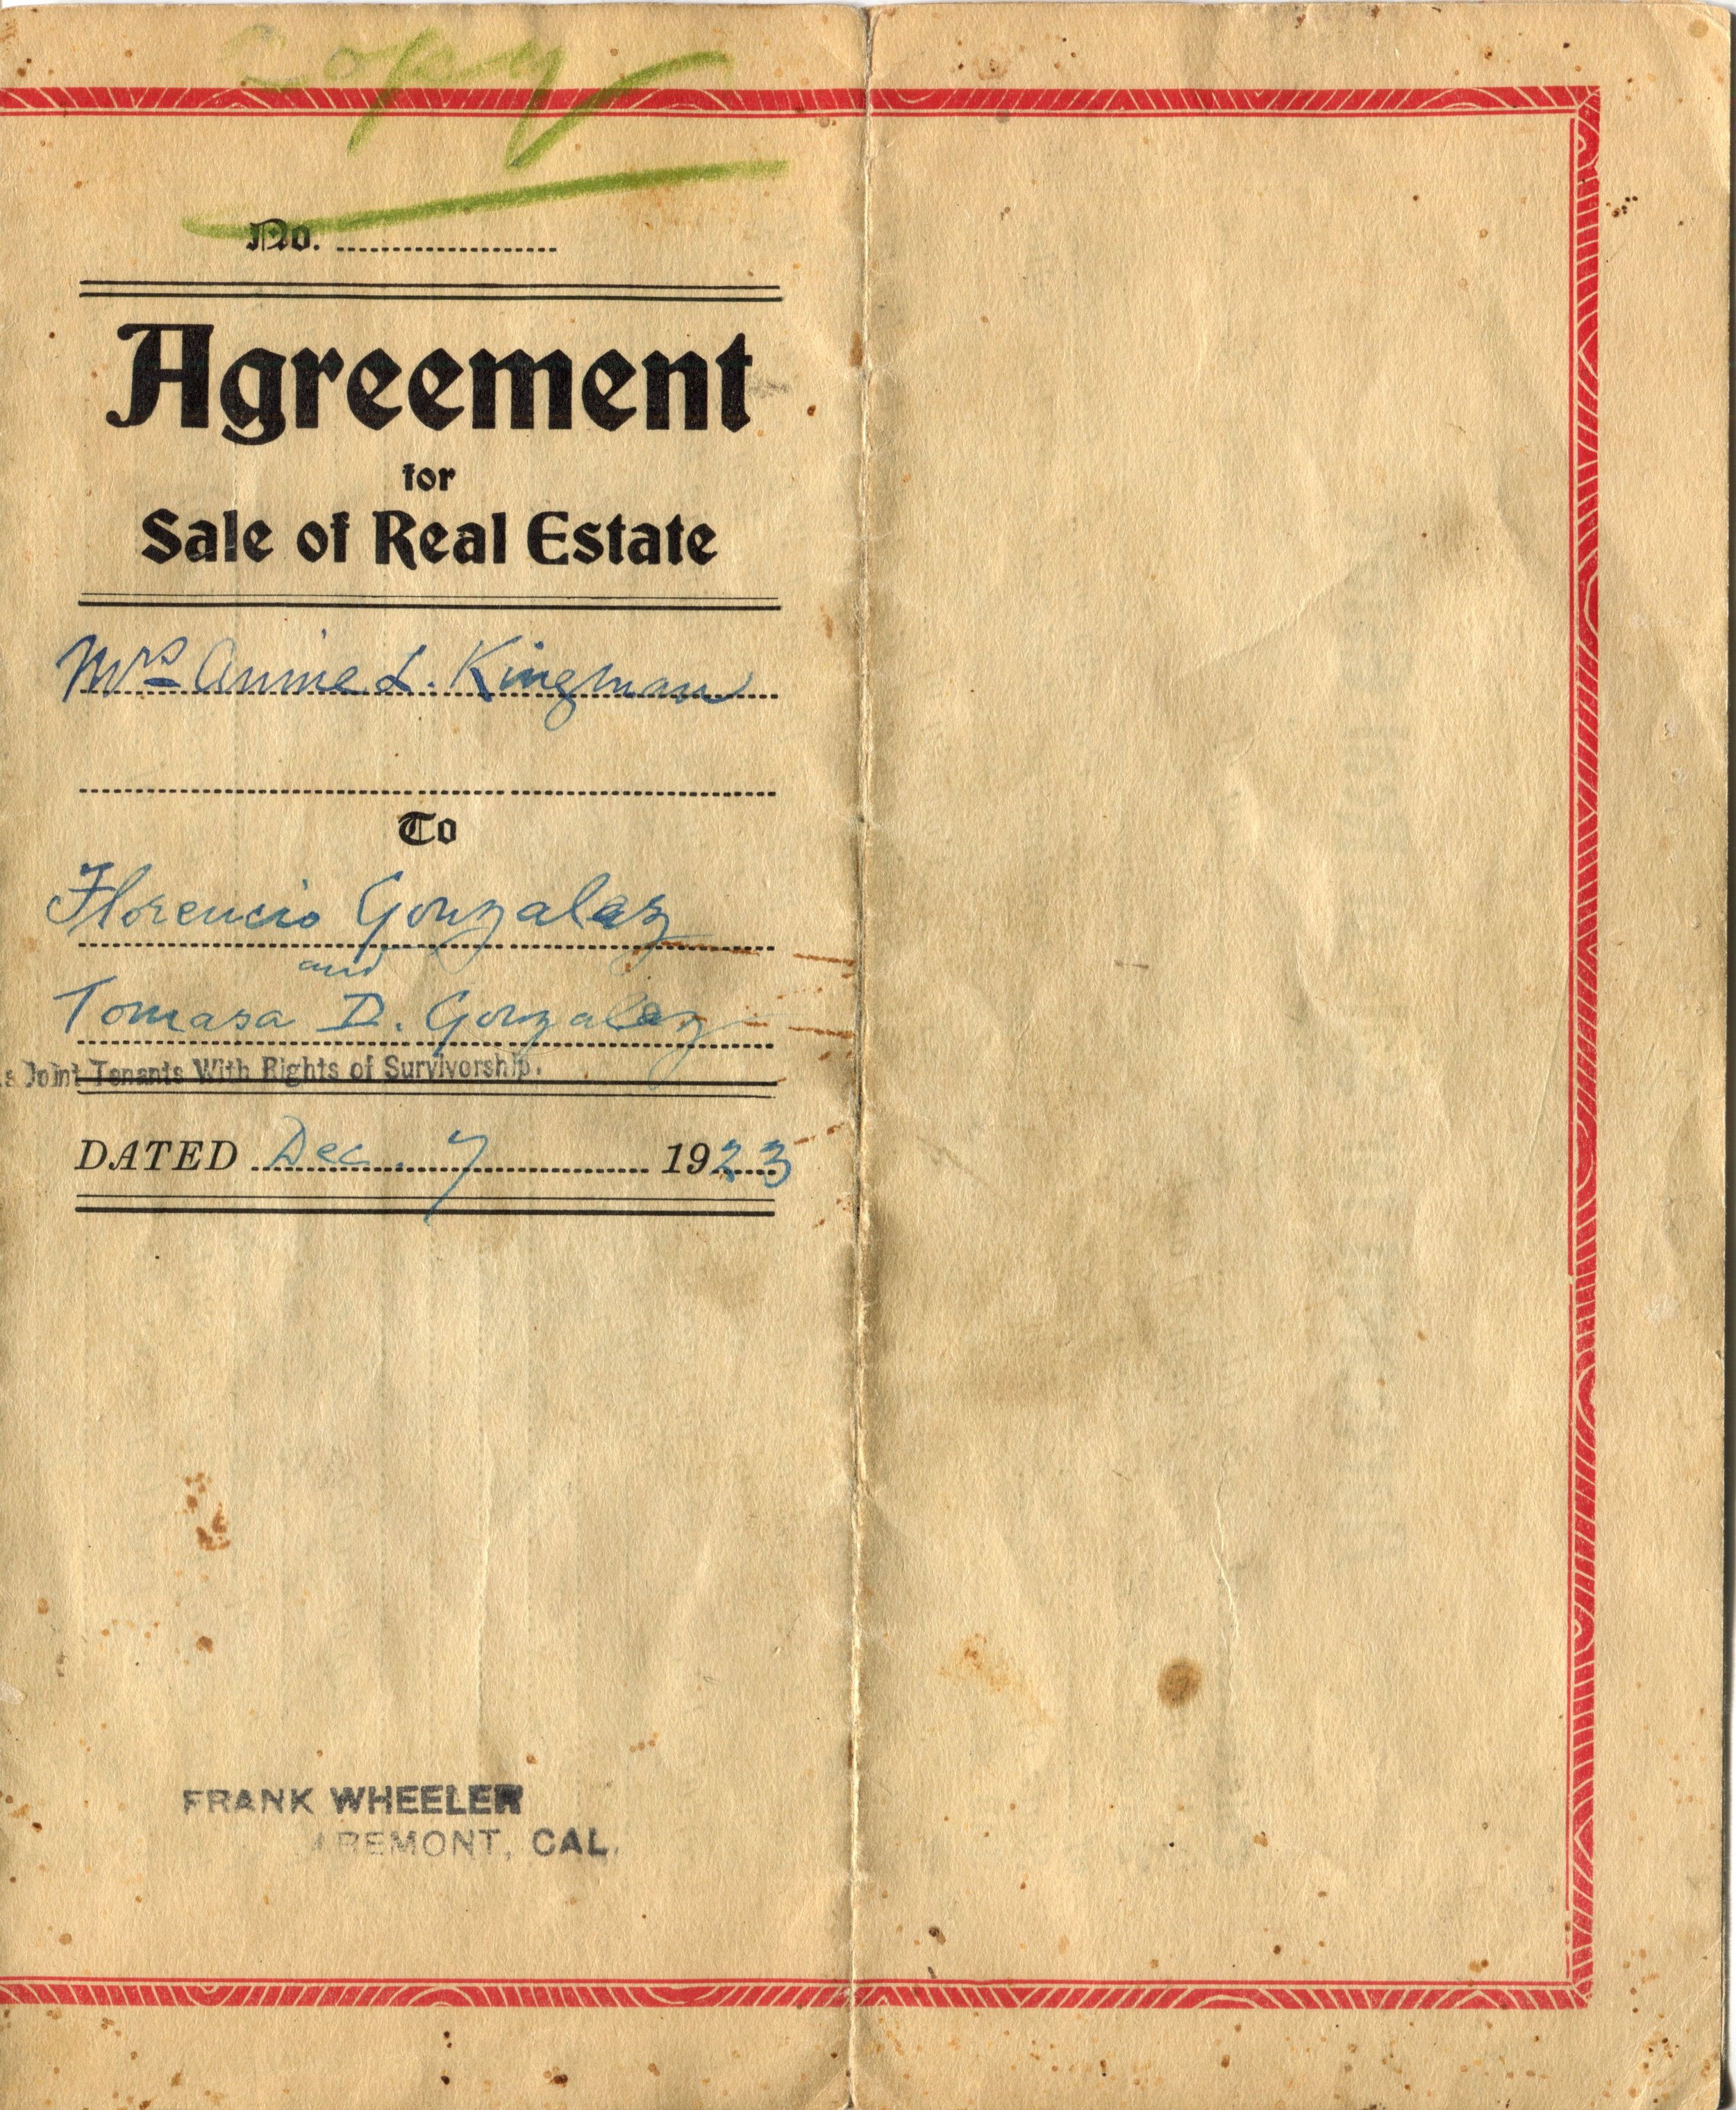 Copy
No.
Agreement
for
Sale of Real Estate
Mrs Annie L. Kingman
To
Florencio Gonzalez
and
Tomasa D. Gonzalez
s Joint Tenants With Rights of Survivorship.
DATED Dec. 7 1923
FRANK WHEELER
AREMONT, CAL.